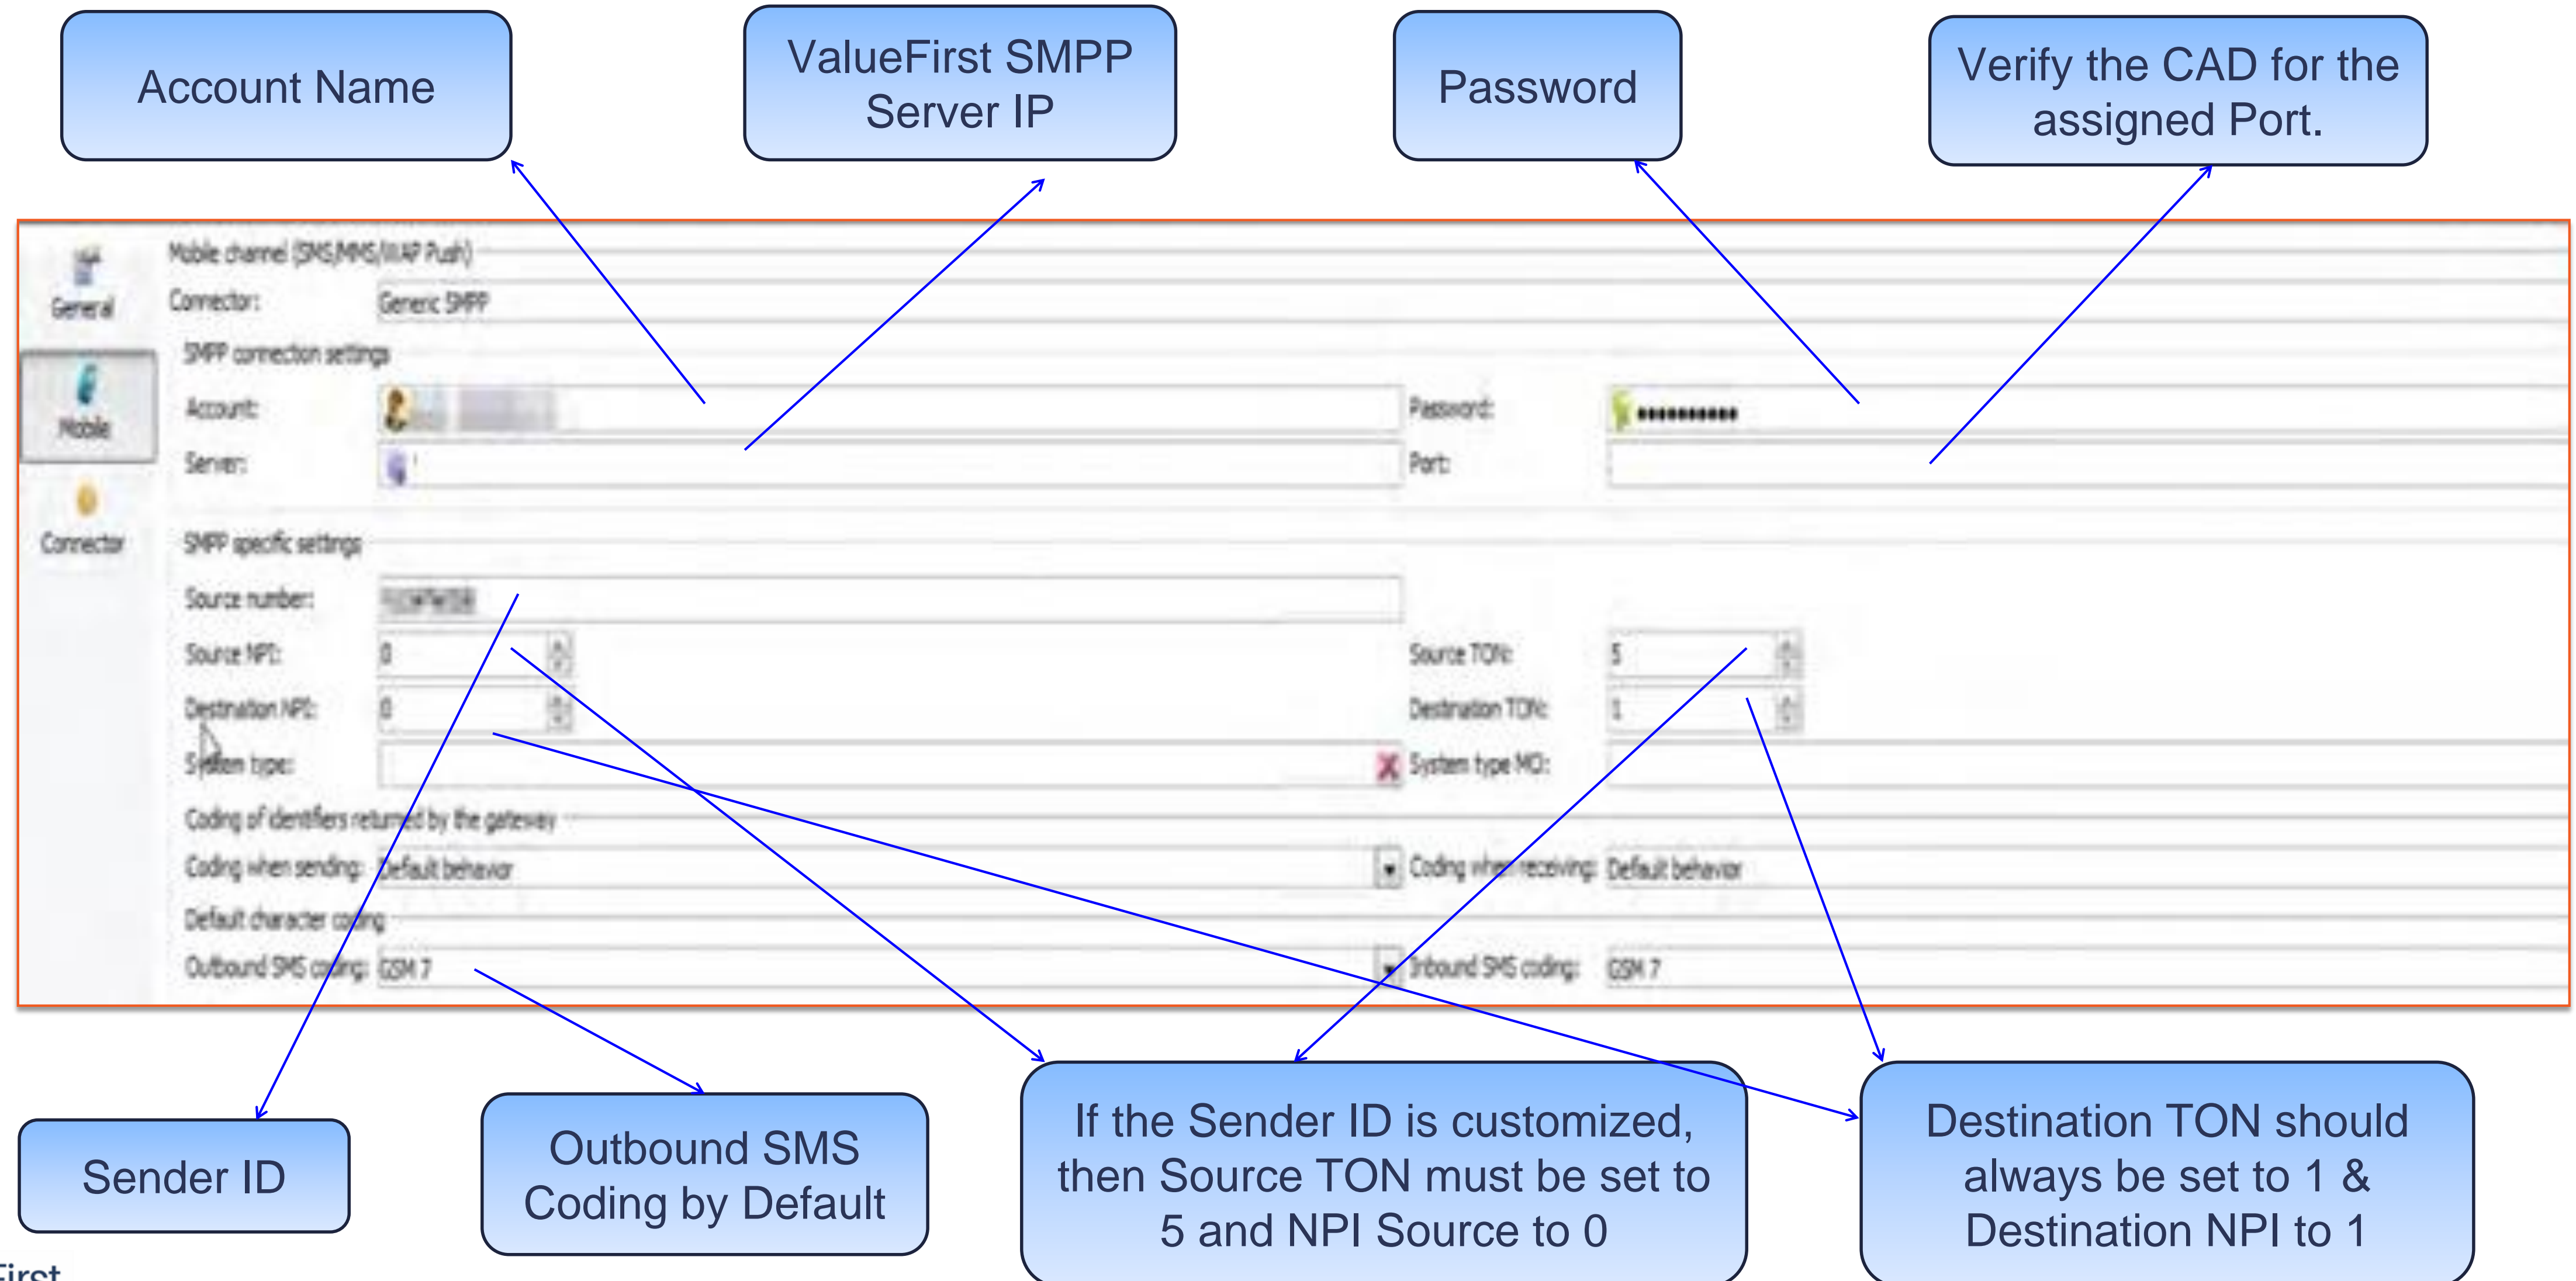 Account Name
ValueFirst SMPP
Server IP
Password
Verify the CAD for the
assigned Port.
Mobile channel (SMS/MMS/WAP Push)
General
Connector: Generic SMPP
SMPP connection settings
Mobile
Account: Password: ••••••••••
Server: Port:
Connector
SMPP specific settings
Source number:
Source NPI: 0 Source TON: 5
Destination NPI: 0 Destination TON: 1
System type: System type MO:
Coding of identifiers returned by the gateway
Coding when sending: Default behavior Coding when receiving: Default behavior
Default character coding
Outbound SMS coding: GSM 7 Inbound SMS coding: GSM 7
Sender ID
Outbound SMS
Coding by Default
If the Sender ID is customized,
then Source TON must be set to
5 and NPI Source to 0
Destination TON should
always be set to 1 &
Destination NPI to 1